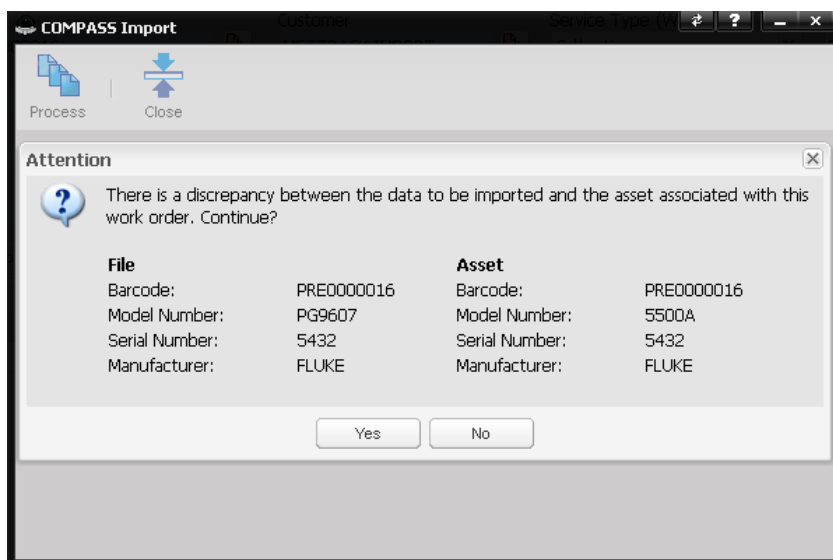 COMPASS Import
Customer
Service Type (W
?
Process
Close
Attention
There is a discrepancy between the data to be imported and the asset associated with this
work order. Continue?
File Asset
Barcode: PRE0000016 Barcode: PRE0000016
Model Number: PG9607 Model Number: 5500A
Serial Number: 5432 Serial Number: 5432
Manufacturer: FLUKE Manufacturer: FLUKE
Yes No